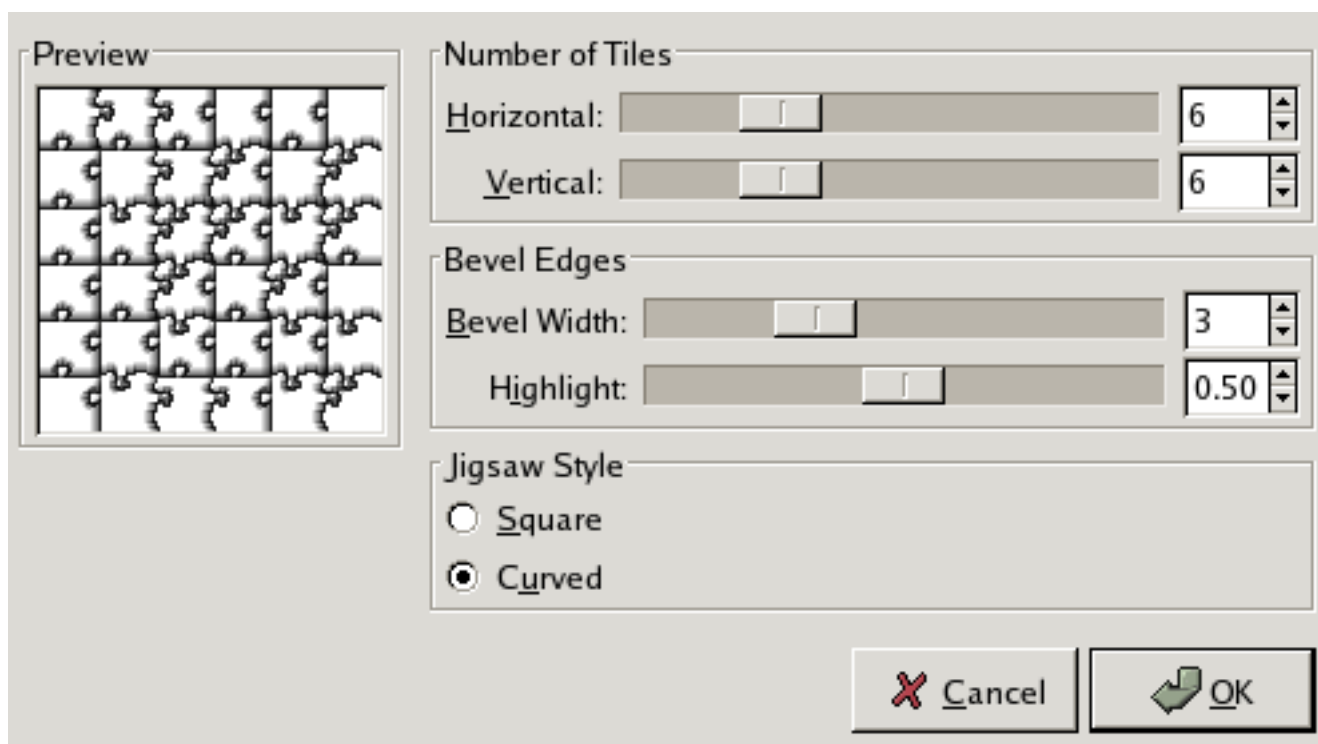 Preview
Number of Tiles
Horizontal: 6
Vertical: 6
Bevel Edges
Bevel Width: 3
Highlight: 0.50
Jigsaw Style
Square
Curved
Cancel OK